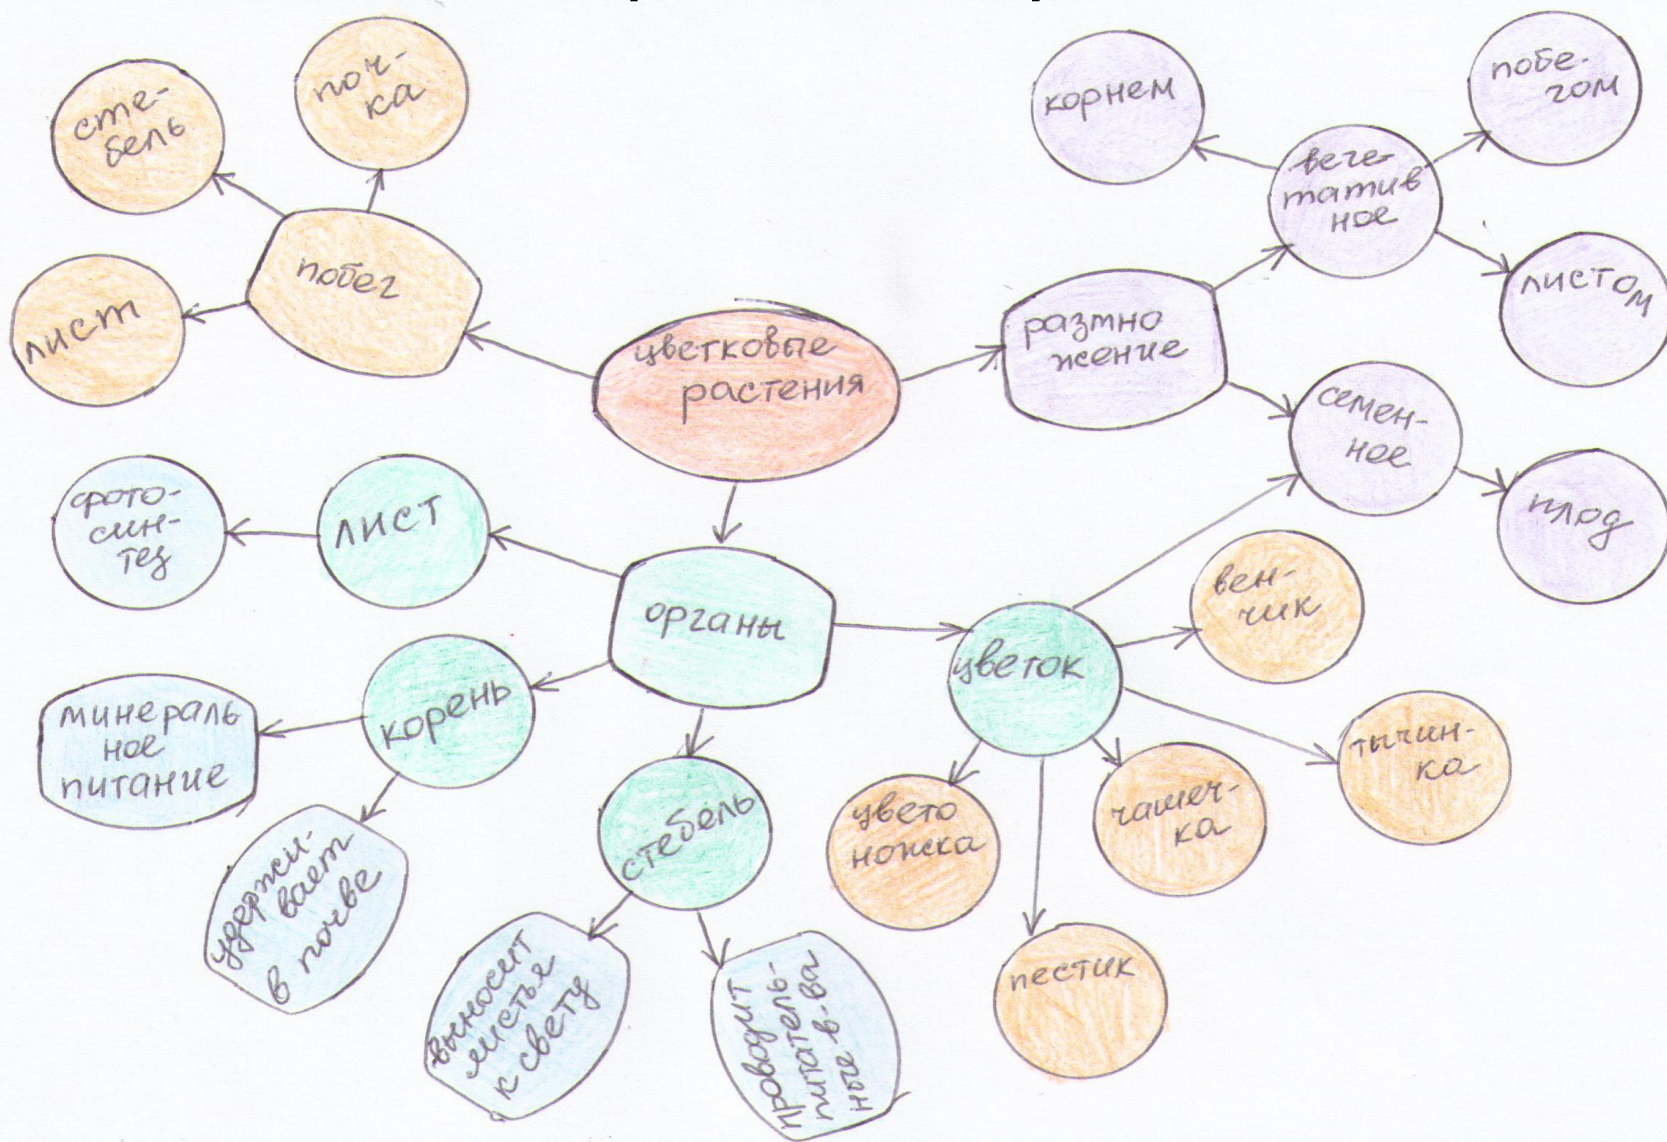 сте-
бель
поч-
ка
лист
побег
цветковые
растения
размно
жение
корнем
веге-
татив
ное
побе-
гом
листом
семен-
ное
плод
фото-
син-
тез
лист
органы
корень
минераль
ное
питание
удержи-
вает
в почве
стебель
выносит
листья
к свету
проводит
питатель-
ные в-ва
цветок
вен-
чик
тычин-
ка
чашеч-
ка
цвето
ножка
пестик